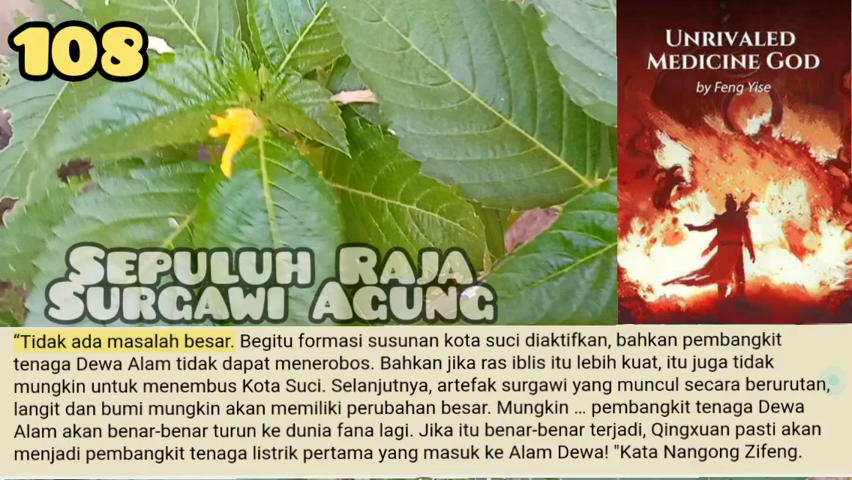 108
UNRIVALED
MEDICINE GOD
by Feng Yise
SEPULUH RAJA
SURGAWI AGUNG
“Tidak ada masalah besar. Begitu formasi susunan kota suci diaktifkan, bahkan pembangkit
tenaga Dewa Alam tidak dapat menerobos. Bahkan jika ras iblis itu lebih kuat, itu juga tidak
mungkin untuk menembus Kota Suci. Selanjutnya, artefak surgawi yang muncul secara berurutan,
langit dan bumi mungkin akan memiliki perubahan besar. Mungkin ... pembangkit tenaga Dewa
Alam akan benar-benar turun ke dunia fana lagi. Jika itu benar-benar terjadi, Qingxuan pasti akan
menjadi pembangkit tenaga listrik pertama yang masuk ke Alam Dewa! "Kata Nangong Zifeng.